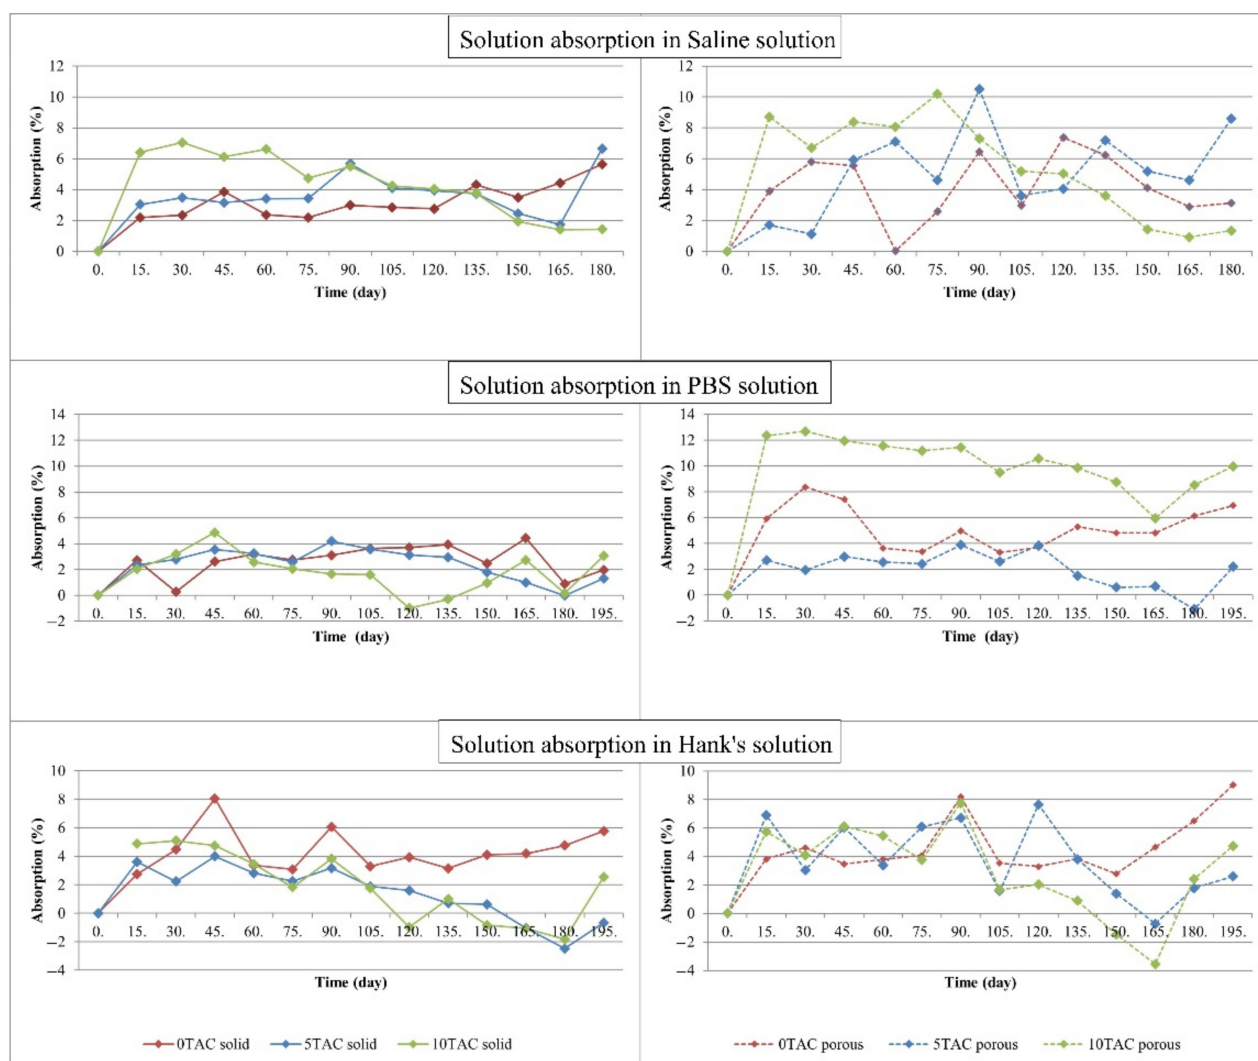 Solution absorption in Saline solution
12
10
8
6
4
2
0
Absorption (%)
0. 15. 30. 45. 60. 75. 90. 105. 120. 135. 150. 165. 180.
Time (day)
12
10
8
6
4
2
0
Absorption (%)
0. 15. 30. 45. 60. 75. 90. 105. 120. 135. 150. 165. 180.
Time (day)
Solution absorption in PBS solution
14
12
10
8
6
4
2
0
−2
Absorption (%)
0. 15. 30. 45. 60. 75. 90. 105. 120. 135. 150. 165. 180. 195.
Time (day)
14
12
10
8
6
4
2
0
−2
Absorption (%)
0. 15. 30. 45. 60. 75. 90. 105. 120. 135. 150. 165. 180. 195.
Time (day)
Solution absorption in Hank's solution
10
8
6
4
2
0
−2
−4
Absorption (%)
0. 15. 30. 45. 60. 75. 90. 105. 120. 135. 150. 165. 180. 195.
Time (day)
10
8
6
4
2
0
−2
−4
Absorption (%)
0. 15. 30. 45. 60. 75. 90. 105. 120. 135. 150. 165. 180. 195.
Time (day)
0TAC solid 5TAC solid 10TAC solid
0TAC porous 5TAC porous 10TAC porous